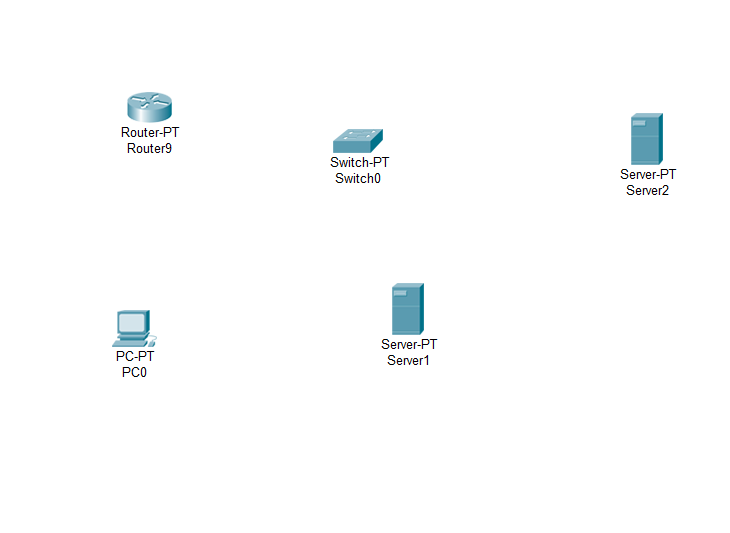 Router-PT
Router9
Switch-PT
Switch0
Server-PT
Server2
PC-PT
PC0
Server-PT
Server1